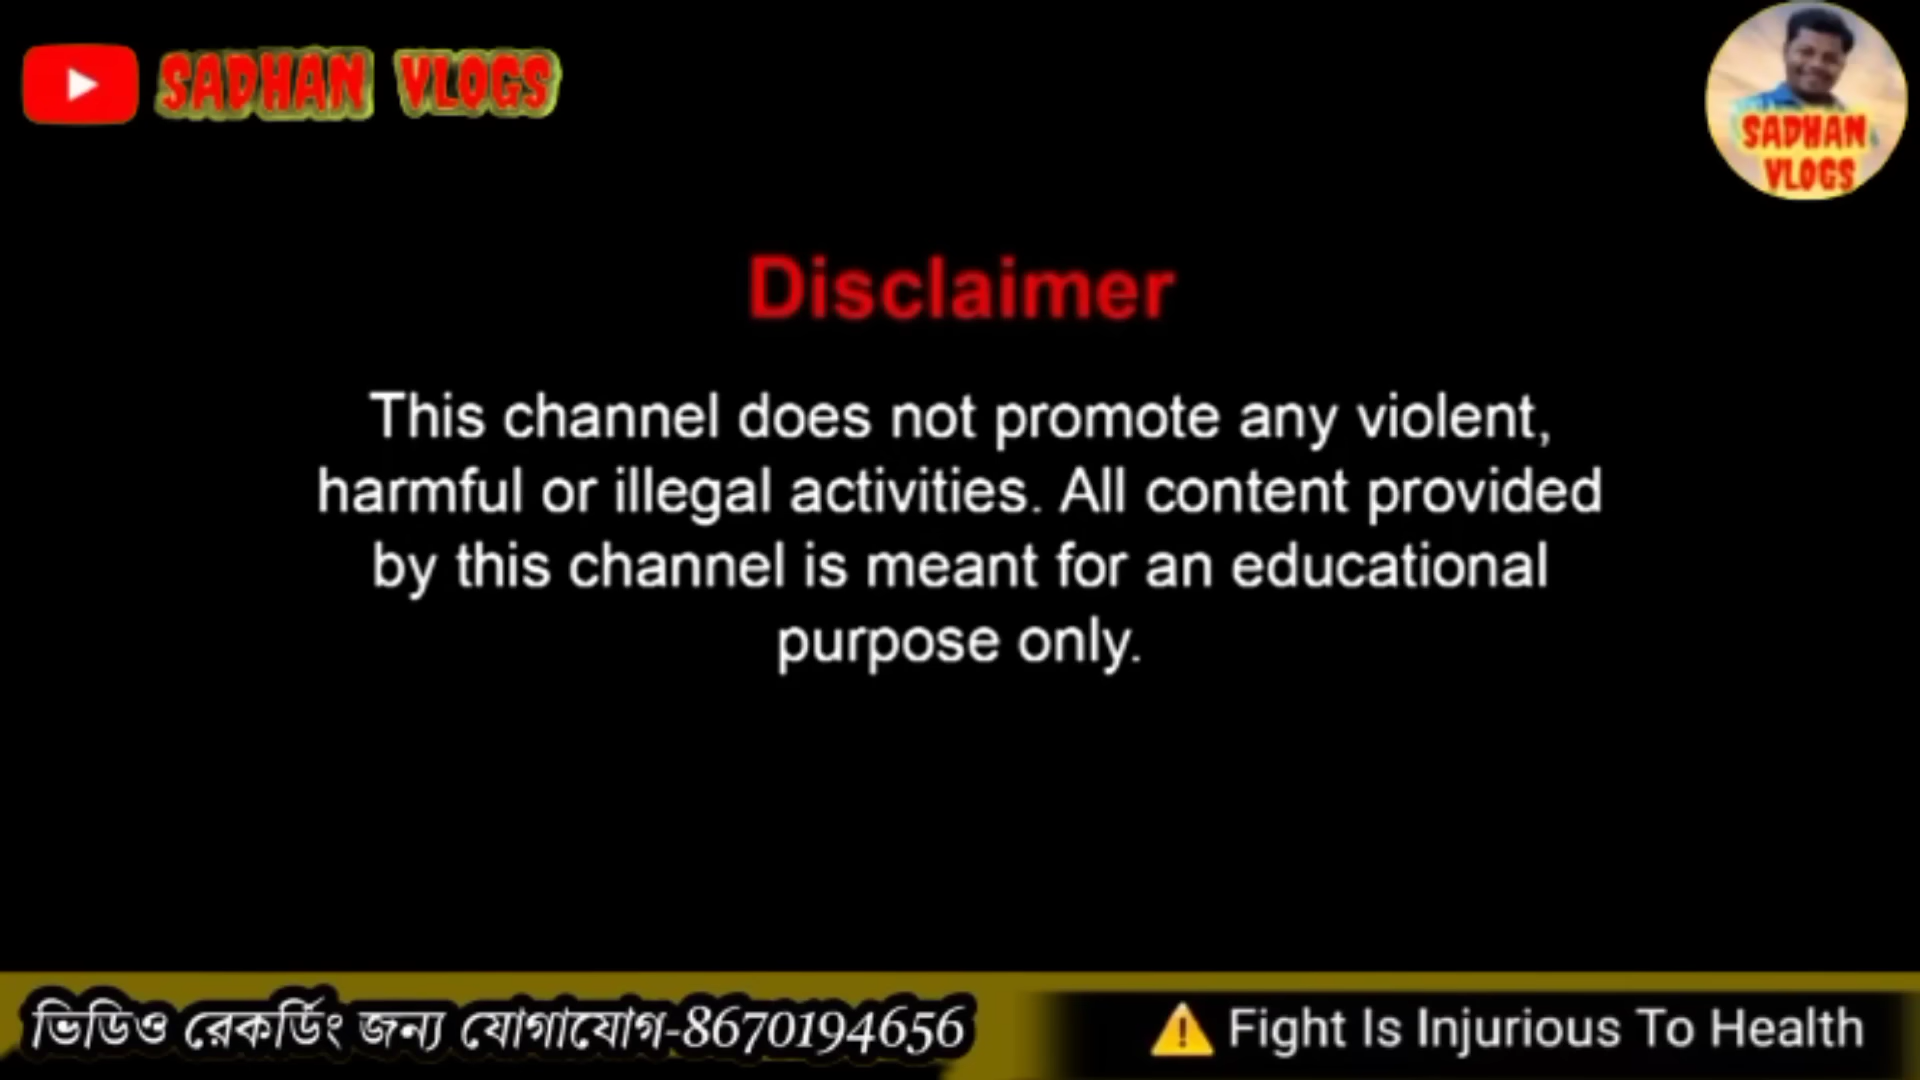 SADHAN VLOGS
SADHAN
VLOGS
Disclaimer
This channel does not promote any violent,
harmful or illegal activities. All content provided
by this channel is meant for an educational
purpose only.
ভিডিও রেকর্ডিং জন্য যোগাযোগ-8670194656
Fight Is Injurious To Health